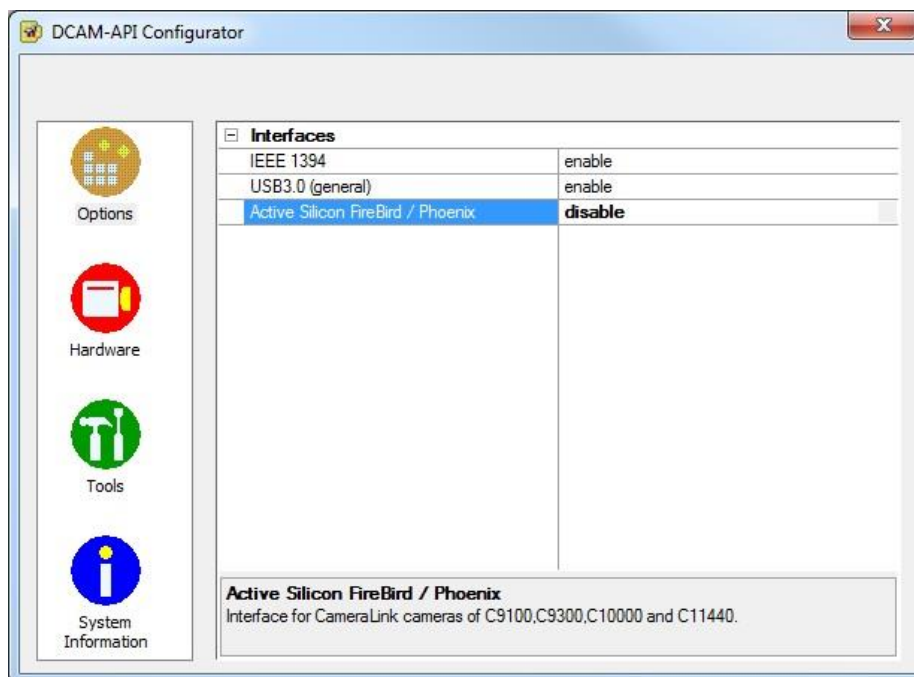 DCAM-API Configurator
Options
Hardware
Tools
System
Information
Interfaces
IEEE 1394 enable
USB3.0 (general) enable
Active Silicon FireBird / Phoenix disable
Active Silicon FireBird / Phoenix
Interface for CameraLink cameras of C9100,C9300,C10000 and C11440.